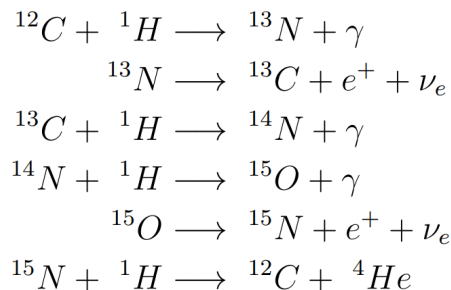 ¹²C + ¹H ⟶ ¹³N + γ
¹³N ⟶ ¹³C + e⁺ + νₑ
¹³C + ¹H ⟶ ¹⁴N + γ
¹⁴N + ¹H ⟶ ¹⁵O + γ
¹⁵O ⟶ ¹⁵N + e⁺ + νₑ
¹⁵N + ¹H ⟶ ¹²C + ⁴He